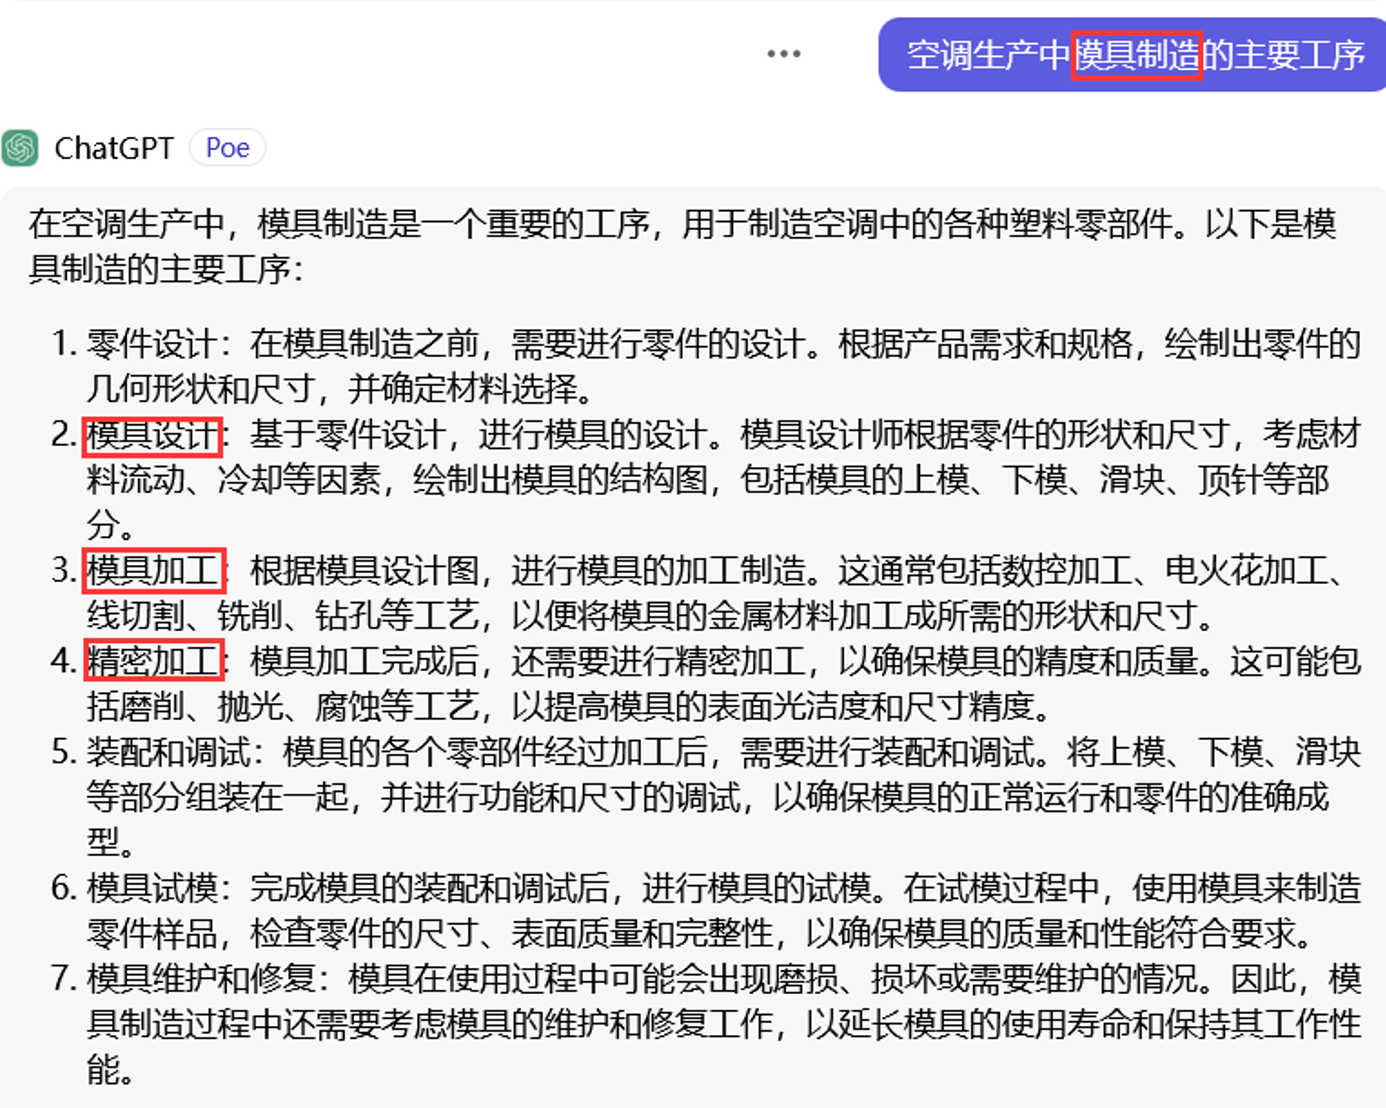 空调生产中模具制造的主要工序
ChatGPT Poe
在空调生产中，模具制造是一个重要的工序，用于制造空调中的各种塑料零部件。以下是模
具制造的主要工序：
1. 零件设计：在模具制造之前，需要进行零件的设计。根据产品需求和规格，绘制出零件的
几何形状和尺寸，并确定材料选择。
2. 模具设计：基于零件设计，进行模具的设计。模具设计师根据零件的形状和尺寸，考虑材
料流动、冷却等因素，绘制出模具的结构图，包括模具的上模、下模、滑块、顶针等部
分。
3. 模具加工：根据模具设计图，进行模具的加工制造。这通常包括数控加工、电火花加工、
线切割、铣削、钻孔等工艺，以便将模具的金属材料加工成所需的形状和尺寸。
4. 精密加工：模具加工完成后，还需要进行精密加工，以确保模具的精度和质量。这可能包
括磨削、抛光、腐蚀等工艺，以提高模具的表面光洁度和尺寸精度。
5. 装配和调试：模具的各个零部件经过加工后，需要进行装配和调试。将上模、下模、滑块
等部分组装在一起，并进行功能和尺寸的调试，以确保模具的正常运行和零件的准确成
型。
6. 模具试模：完成模具的装配和调试后，进行模具的试模。在试模过程中，使用模具来制造
零件样品，检查零件的尺寸、表面质量和完整性，以确保模具的质量和性能符合要求。
7. 模具维护和修复：模具在使用过程中可能会出现磨损、损坏或需要维护的情况。因此，模
具制造过程中还需要考虑模具的维护和修复工作，以延长模具的使用寿命和保持其工作性
能。